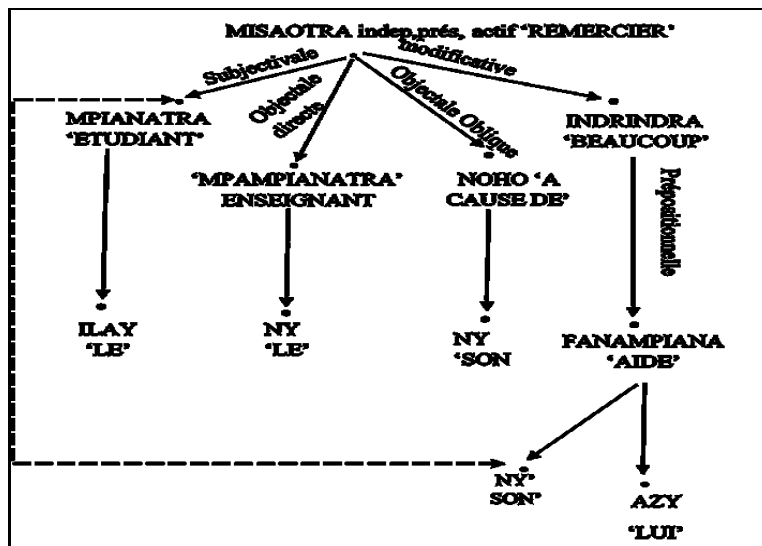 MISAOTRA indep,prés, actif ‘REMERCIER’
Subjectivale
Objectale
directe
Objectale Oblique
modificative
MPIANATRA
‘ETUDIANT’
INDRINDRA
‘BEAUCOUP’
‘MPAMPIANATRA’
ENSEIGNANT
NOHO ‘A
CAUSE DE’
Prépositionnelle
ILAY
‘LE’
NY
‘LE’
NY
‘SON
FANAMPIANA
‘AIDE’
NY’
SON’
AZY
‘LUI’